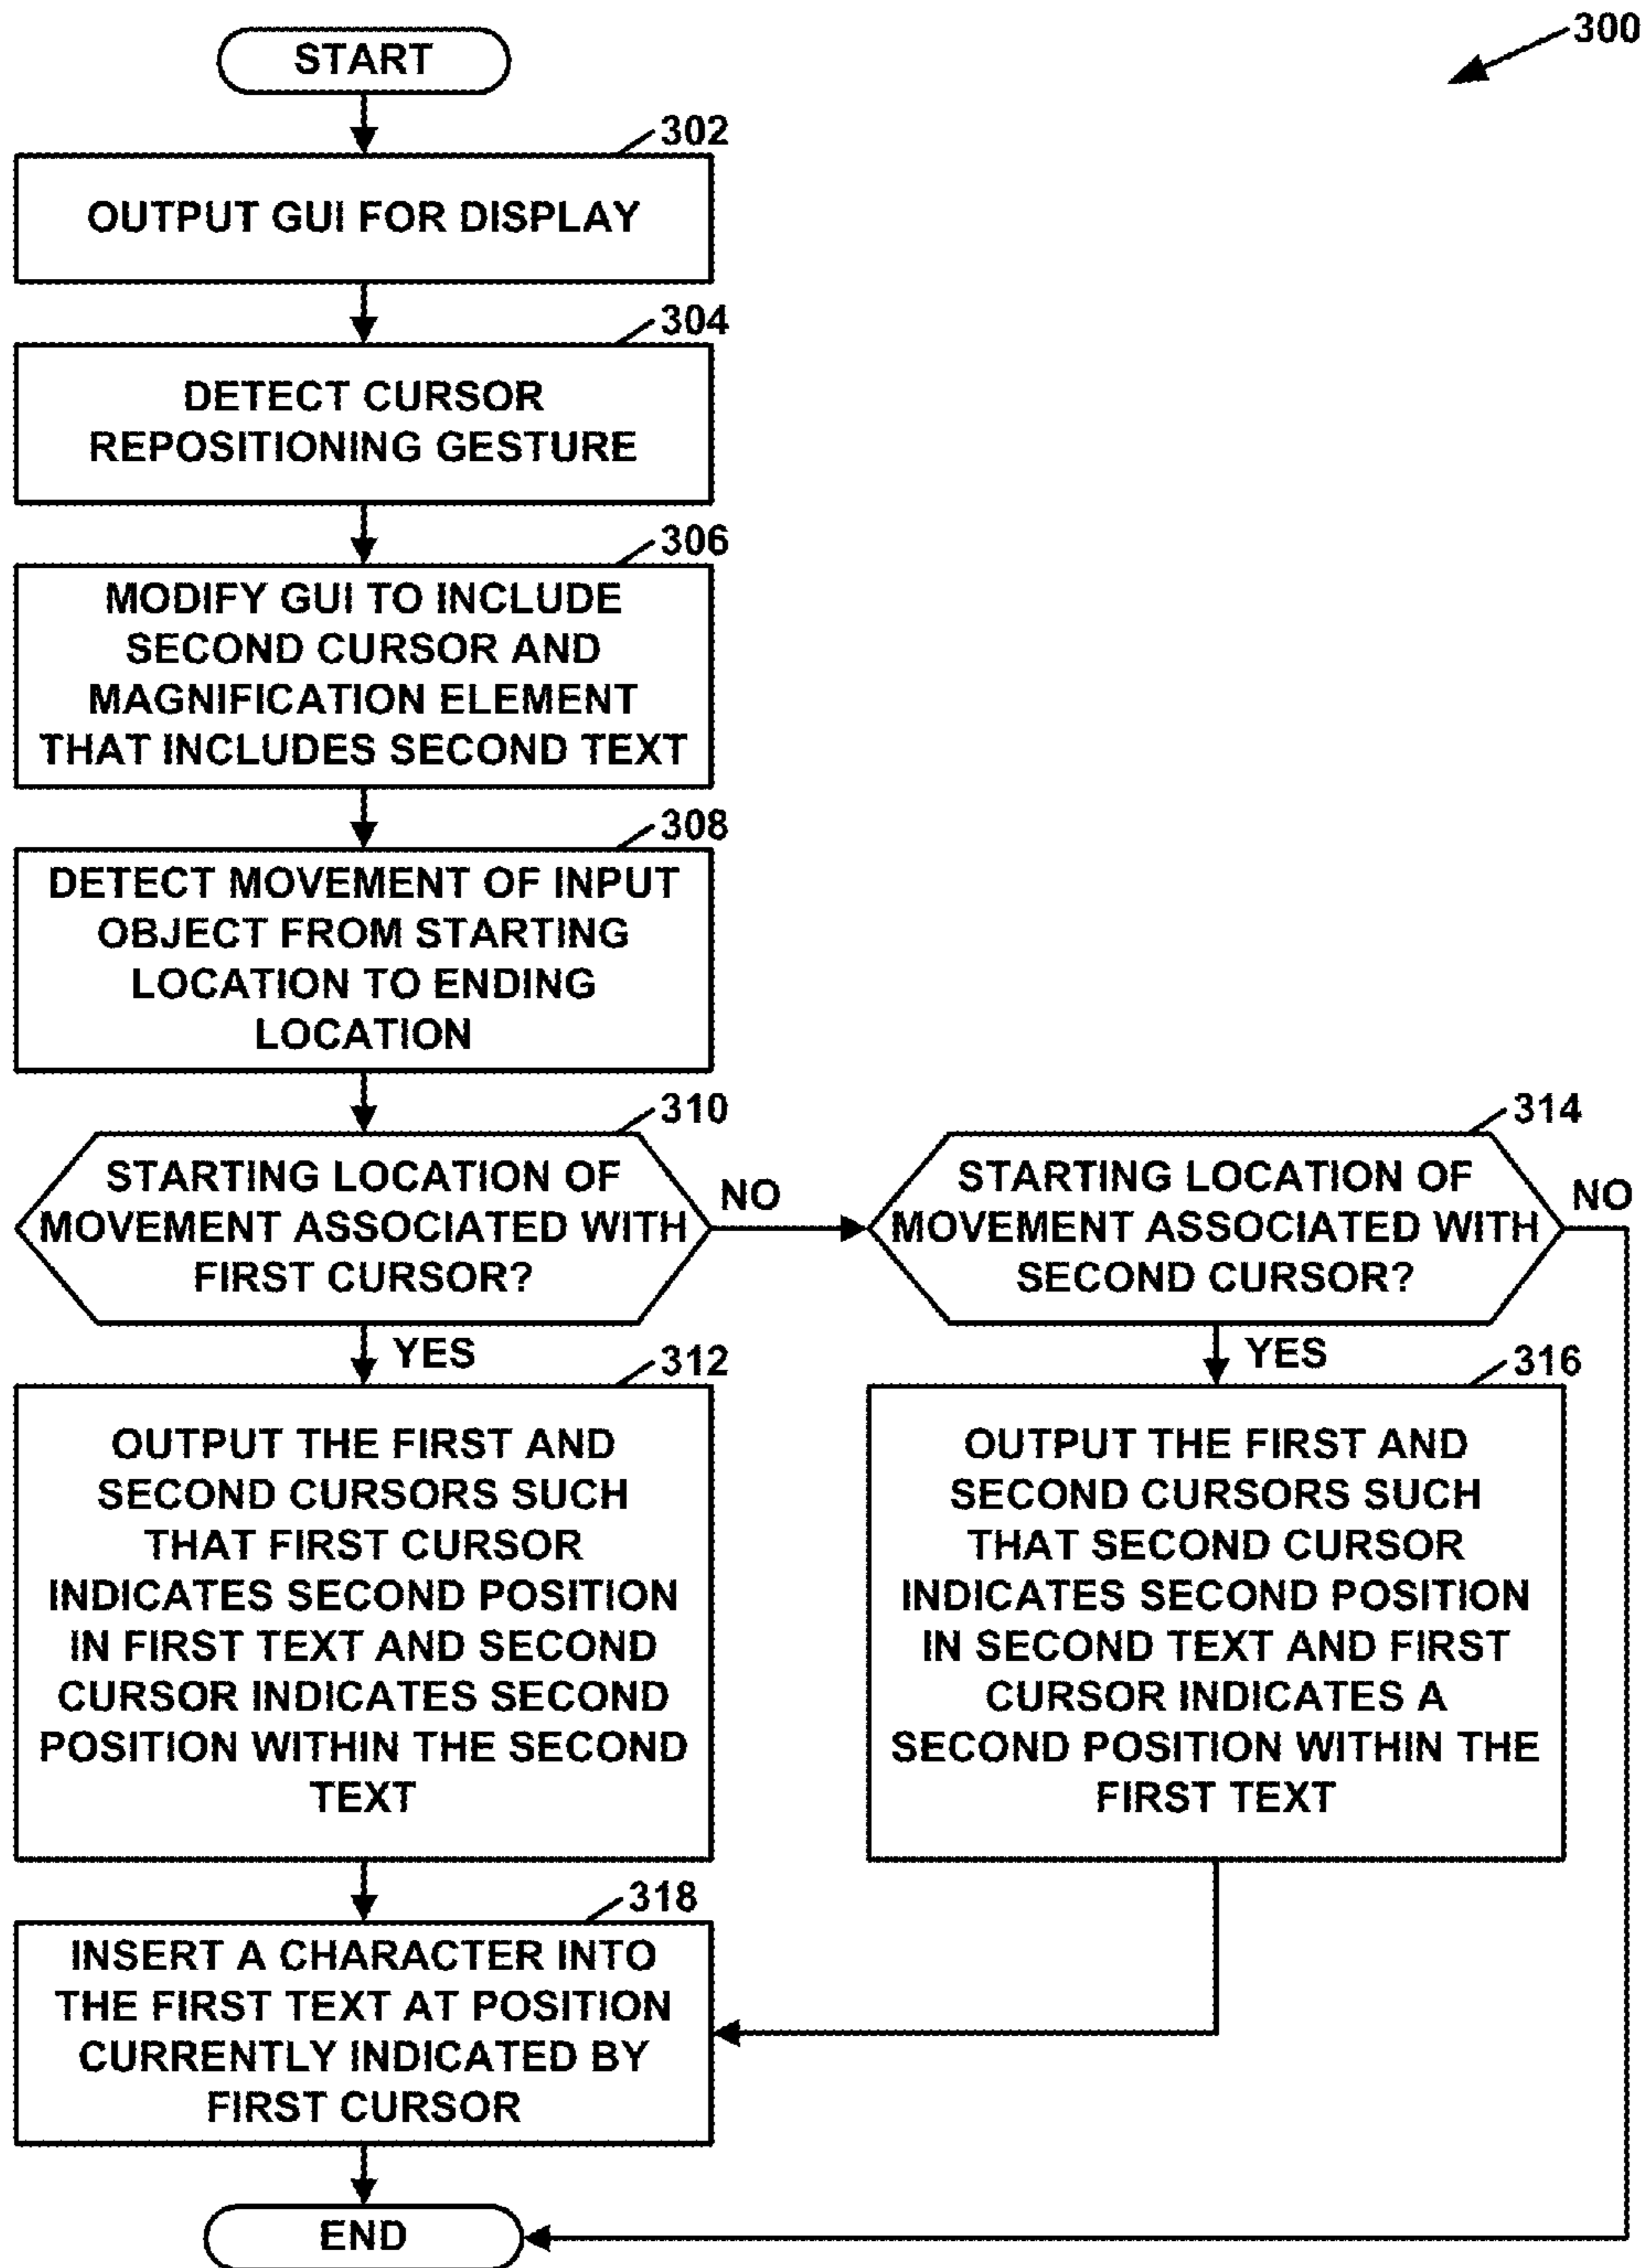 300
START
302
OUTPUT GUI FOR DISPLAY
304
DETECT CURSOR
REPOSITIONING GESTURE
306
MODIFY GUI TO INCLUDE
SECOND CURSOR AND
MAGNIFICATION ELEMENT
THAT INCLUDES SECOND TEXT
308
DETECT MOVEMENT OF INPUT
OBJECT FROM STARTING
LOCATION TO ENDING
LOCATION
310
STARTING LOCATION OF
MOVEMENT ASSOCIATED WITH
FIRST CURSOR?
NO
314
STARTING LOCATION OF
MOVEMENT ASSOCIATED WITH
SECOND CURSOR?
NO
YES
312
OUTPUT THE FIRST AND
SECOND CURSORS SUCH
THAT FIRST CURSOR
INDICATES SECOND POSITION
IN FIRST TEXT AND SECOND
CURSOR INDICATES SECOND
POSITION WITHIN THE SECOND
TEXT
YES
316
OUTPUT THE FIRST AND
SECOND CURSORS SUCH
THAT SECOND CURSOR
INDICATES SECOND POSITION
IN SECOND TEXT AND FIRST
CURSOR INDICATES A
SECOND POSITION WITHIN THE
FIRST TEXT
318
INSERT A CHARACTER INTO
THE FIRST TEXT AT POSITION
CURRENTLY INDICATED BY
FIRST CURSOR
END